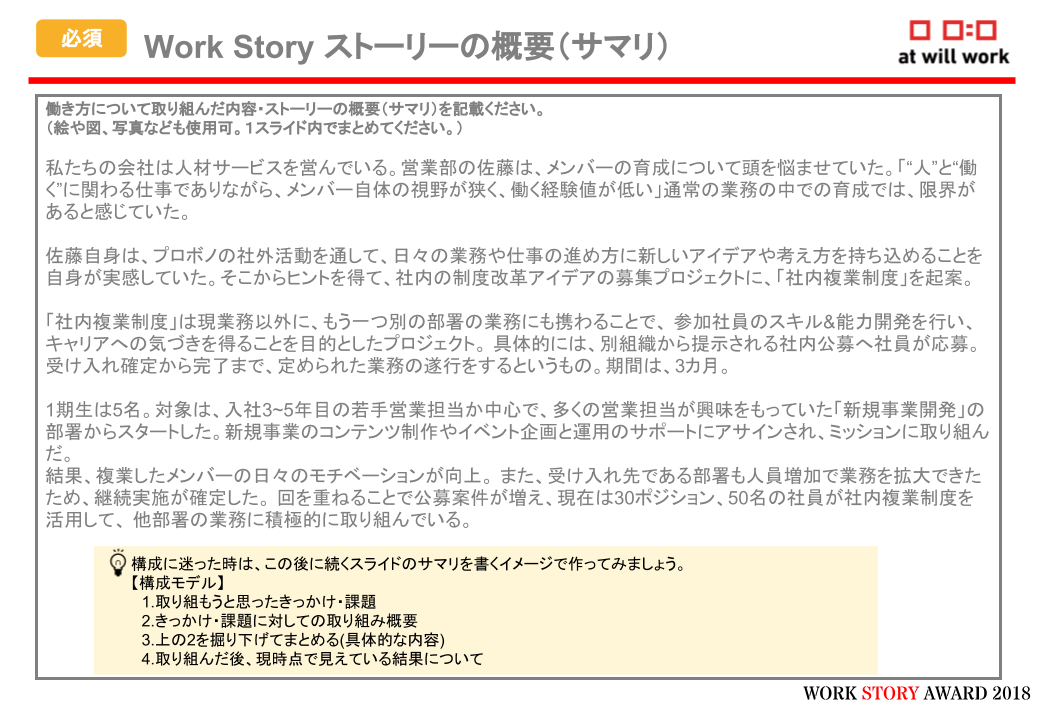 必須
Work Story ストーリーの概要（サマリ）
at will work
働き方について取り組んだ内容・ストーリーの概要（サマリ）を記載ください。
（絵や図、写真なども使用可。１スライド内でまとめてください。）
私たちの会社は人材サービスを営んでいる。営業部の佐藤は、メンバーの育成について頭を悩ませていた。「“人”と“働
く”に関わる仕事でありながら、メンバー自体の視野が狭く、働く経験値が低い」通常の業務の中での育成では、限界が
あると感じていた。
佐藤自身は、プロボノの社外活動を通して、日々の業務や仕事の進め方に新しいアイデアや考え方を持ち込めることを
自身が実感していた。そこからヒントを得て、社内の制度改革アイデアの募集プロジェクトに、「社内複業制度」を起案。
「社内複業制度」は現業務以外に、もう一つ別の部署の業務にも携わることで、 参加社員のスキル&能力開発を行い、
キャリアへの気づきを得ることを目的としたプロジェクト。 具体的には、別組織から提示される社内公募へ社員が応募。
受け入れ確定から完了まで、定められた業務の遂行をするというもの。期間は、3カ月。
1期生は5名。対象は、入社3~5年目の若手営業担当か中心で、多くの営業担当が興味をもっていた「新規事業開発」の
部署からスタートした。新規事業のコンテンツ制作やイベント企画と運用のサポートにアサインされ、ミッションに取り組ん
だ。
結果、複業したメンバーの日々のモチベーションが向上。 また、受け入れ先である部署も人員増加で業務を拡大できた
ため、継続実施が確定した。 回を重ねることで公募案件が増え、現在は30ポジション、50名の社員が社内複業制度を
活用して、 他部署の業務に積極的に取り組んでいる。
構成に迷った時は、この後に続くスライドのサマリを書くイメージで作ってみましょう。
【構成モデル】
1.取り組もうと思ったきっかけ・課題
2.きっかけ・課題に対しての取り組み概要
3.上の2を掘り下げてまとめる(具体的な内容)
4.取り組んだ後、現時点で見えている結果について
WORK STORY AWARD 2018